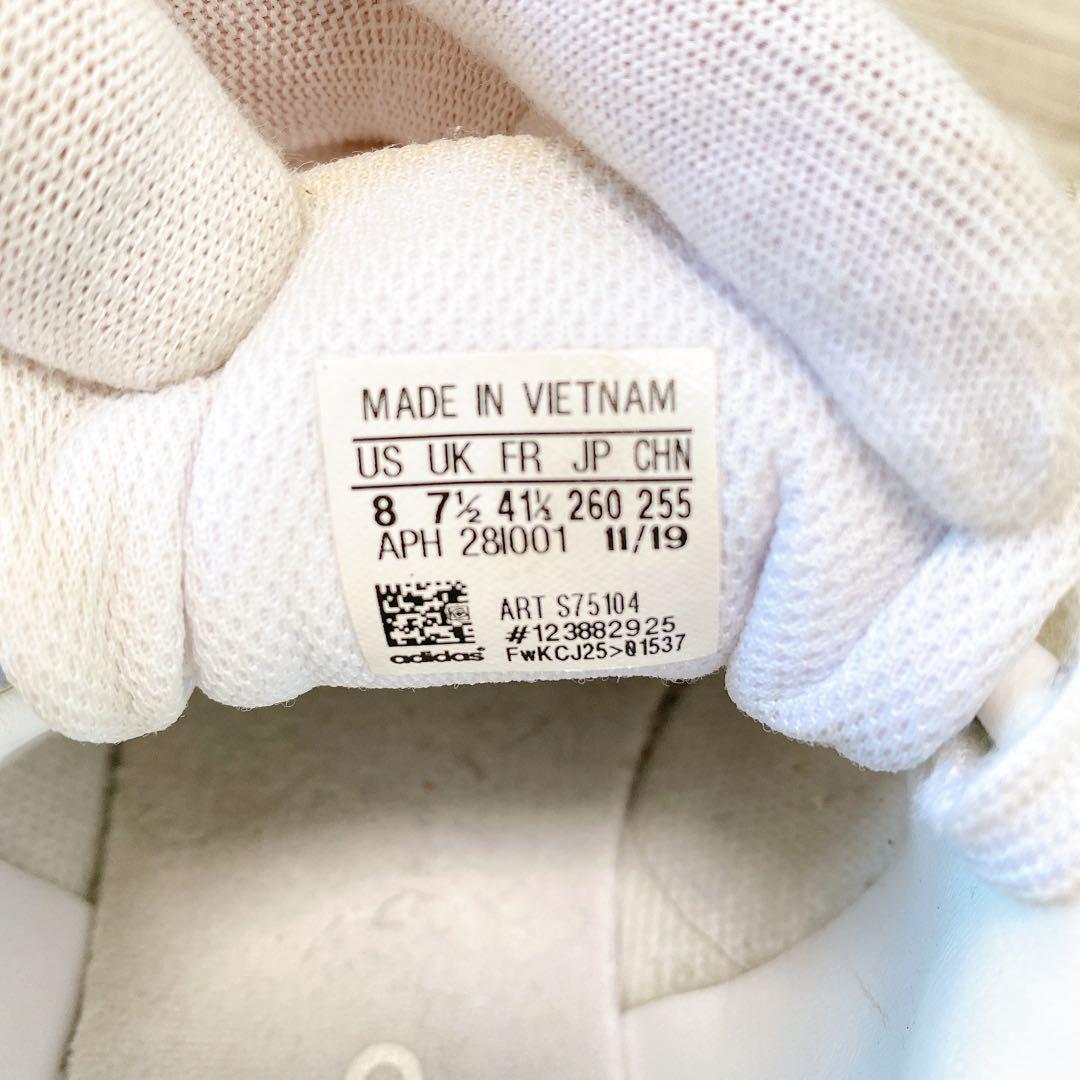 MADE IN VIETNAM
US UK FR JP CHN
8 7½ 41⅓ 260 255
APH 28I001 11/19
ART S75104
#123882925
adidas FwKCJ25>01537